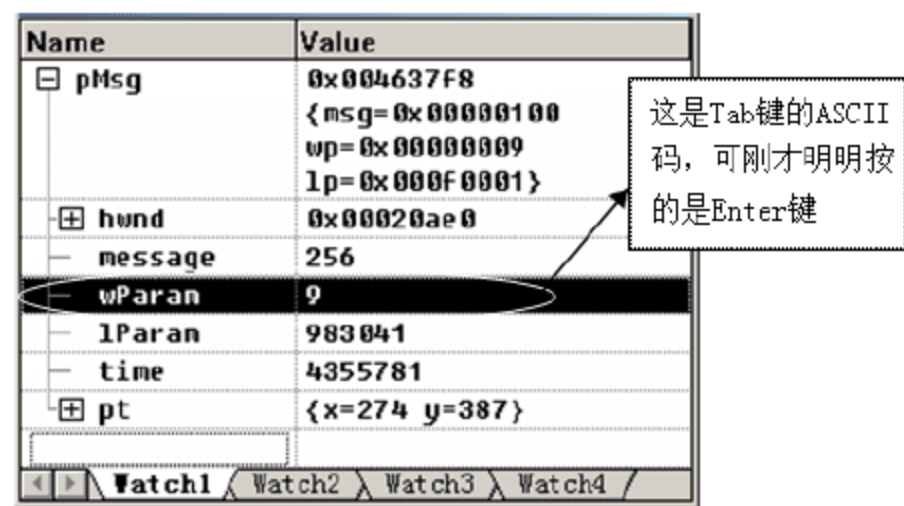 Name Value
pMsg 0x004637f8
{msg=0x00000100
wp=0x00000009
lp=0x000f0001}
hwnd 0x00020ae0
message 256
wParam 9
lParam 983041
time 4355781
pt {x=274 y=387}
Watch1 Watch2 Watch3 Watch4
这是Tab键的ASCII
码，可刚才明明按
的是Enter键